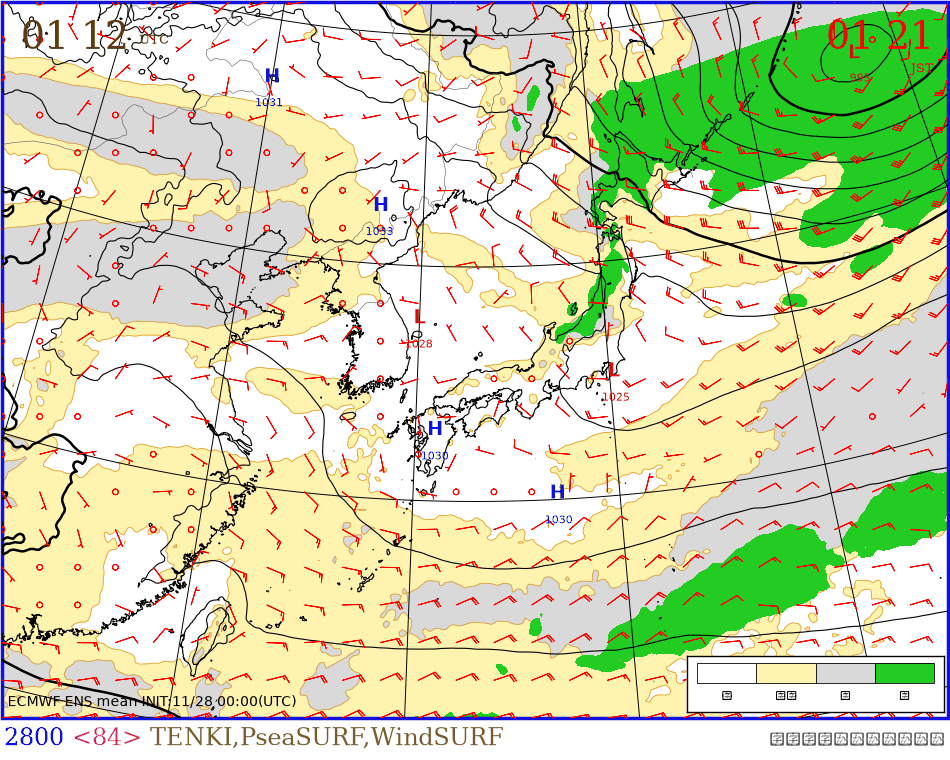 01 12 UTC
01 21 JST
L
995
H
1031
H
1033
L
1028
L
1025
H
1030
H
1030
ECMWF ENS mean INIT:11/28 00:00(UTC)
2800 <84> TENKI,PseaSURF,WindSURF